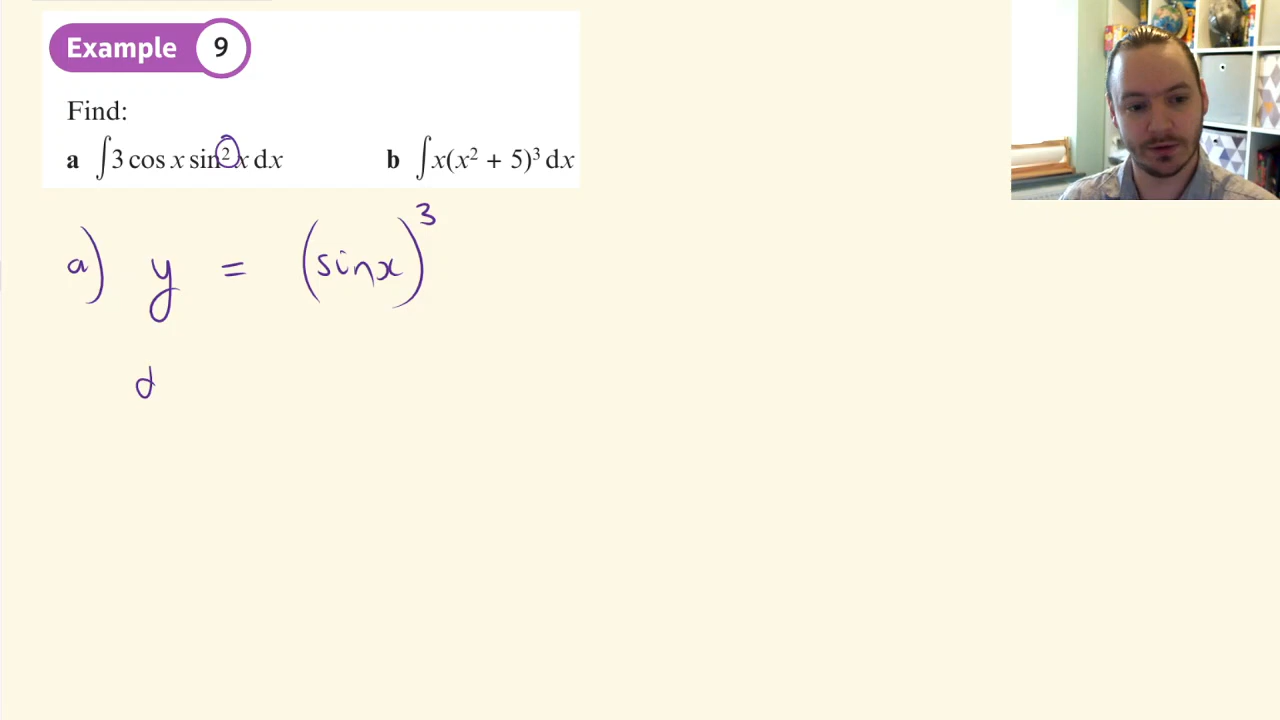 Example 9
Find:
a ∫3 cos x sin² x dx b ∫x(x² + 5)³ dx
a) y = (sinx)³
d